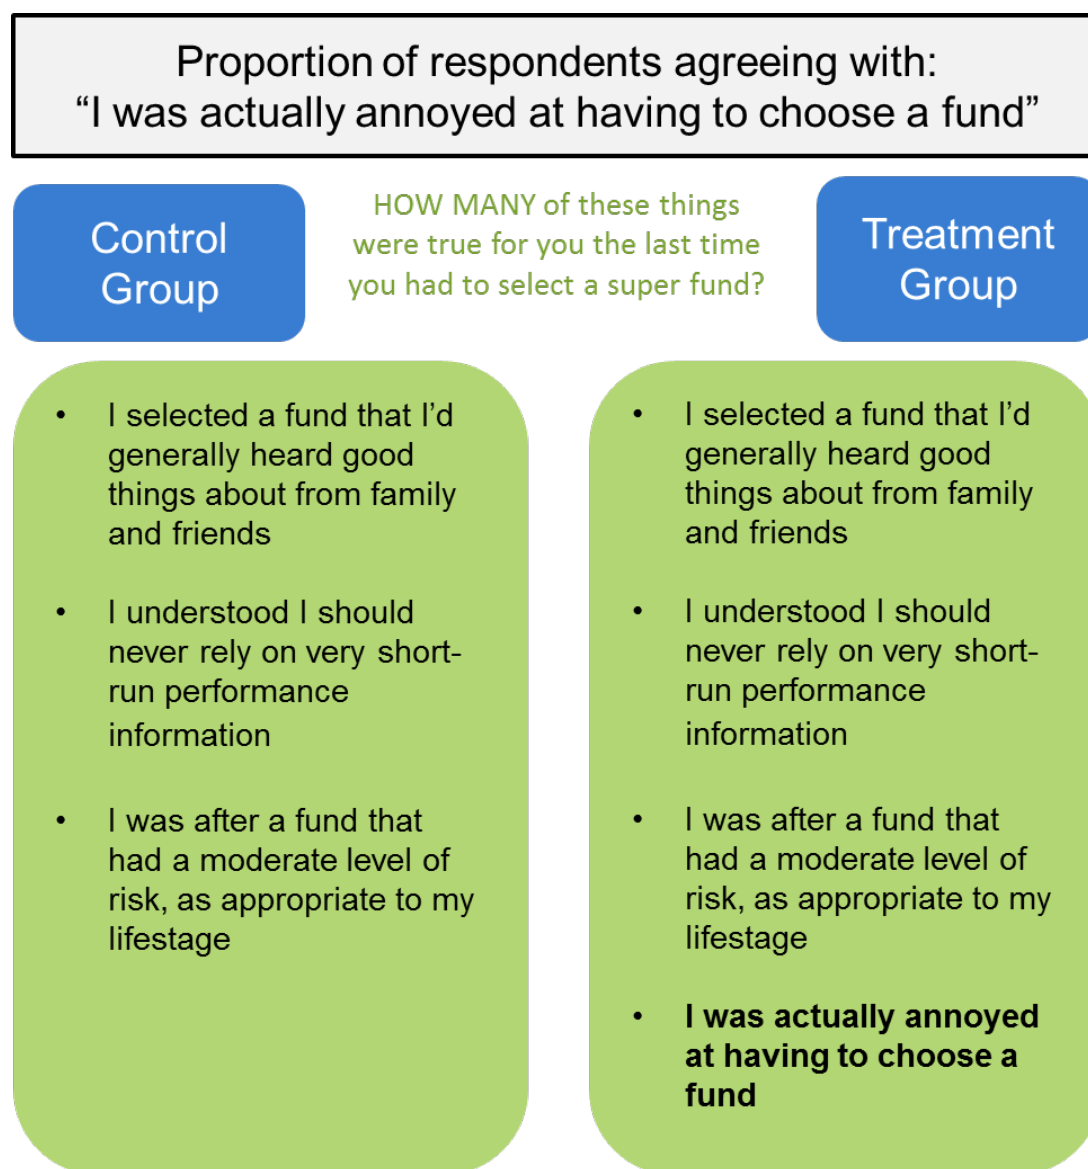 Proportion of respondents agreeing with:
“I was actually annoyed at having to choose a fund”
Control
Group
HOW MANY of these things
were true for you the last time
you had to select a super fund?
Treatment
Group
• I selected a fund that I’d
generally heard good
things about from family
and friends
• I understood I should
never rely on very short-
run performance
information
• I was after a fund that
had a moderate level of
risk, as appropriate to my
lifestage
• I selected a fund that I’d
generally heard good
things about from family
and friends
• I understood I should
never rely on very short-
run performance
information
• I was after a fund that
had a moderate level of
risk, as appropriate to my
lifestage
• I was actually annoyed
at having to choose a
fund